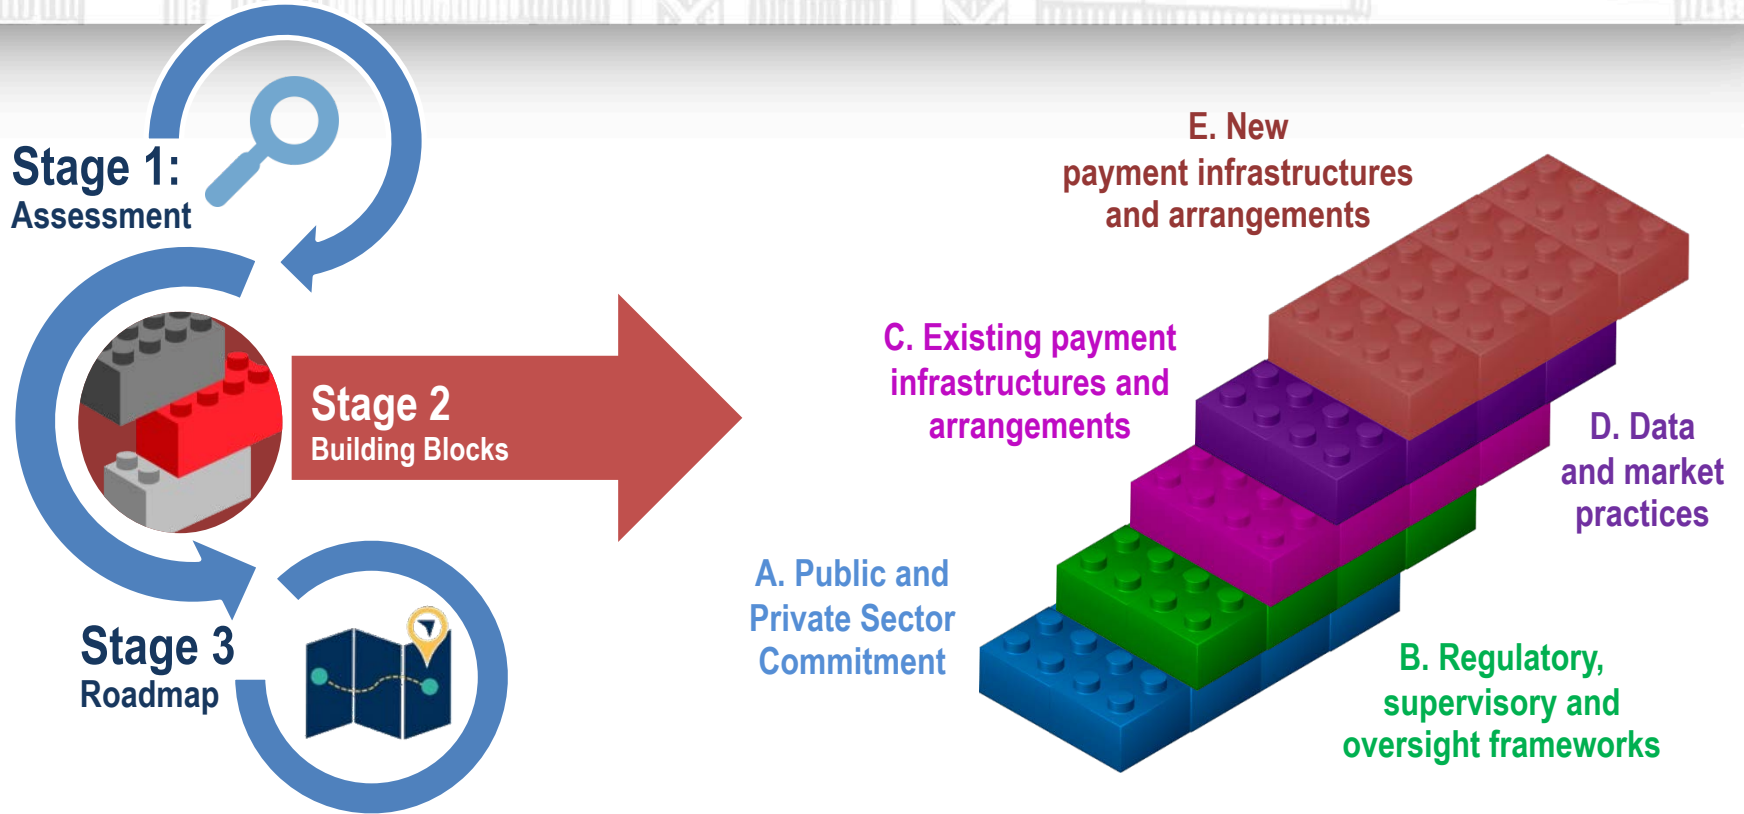 Stage 1:
Assessment
Stage 2
Building Blocks
Stage 3
Roadmap
E. New
payment infrastructures
and arrangements
C. Existing payment
infrastructures and
arrangements
D. Data
and market
practices
A. Public and
Private Sector
Commitment
B. Regulatory,
supervisory and
oversight frameworks